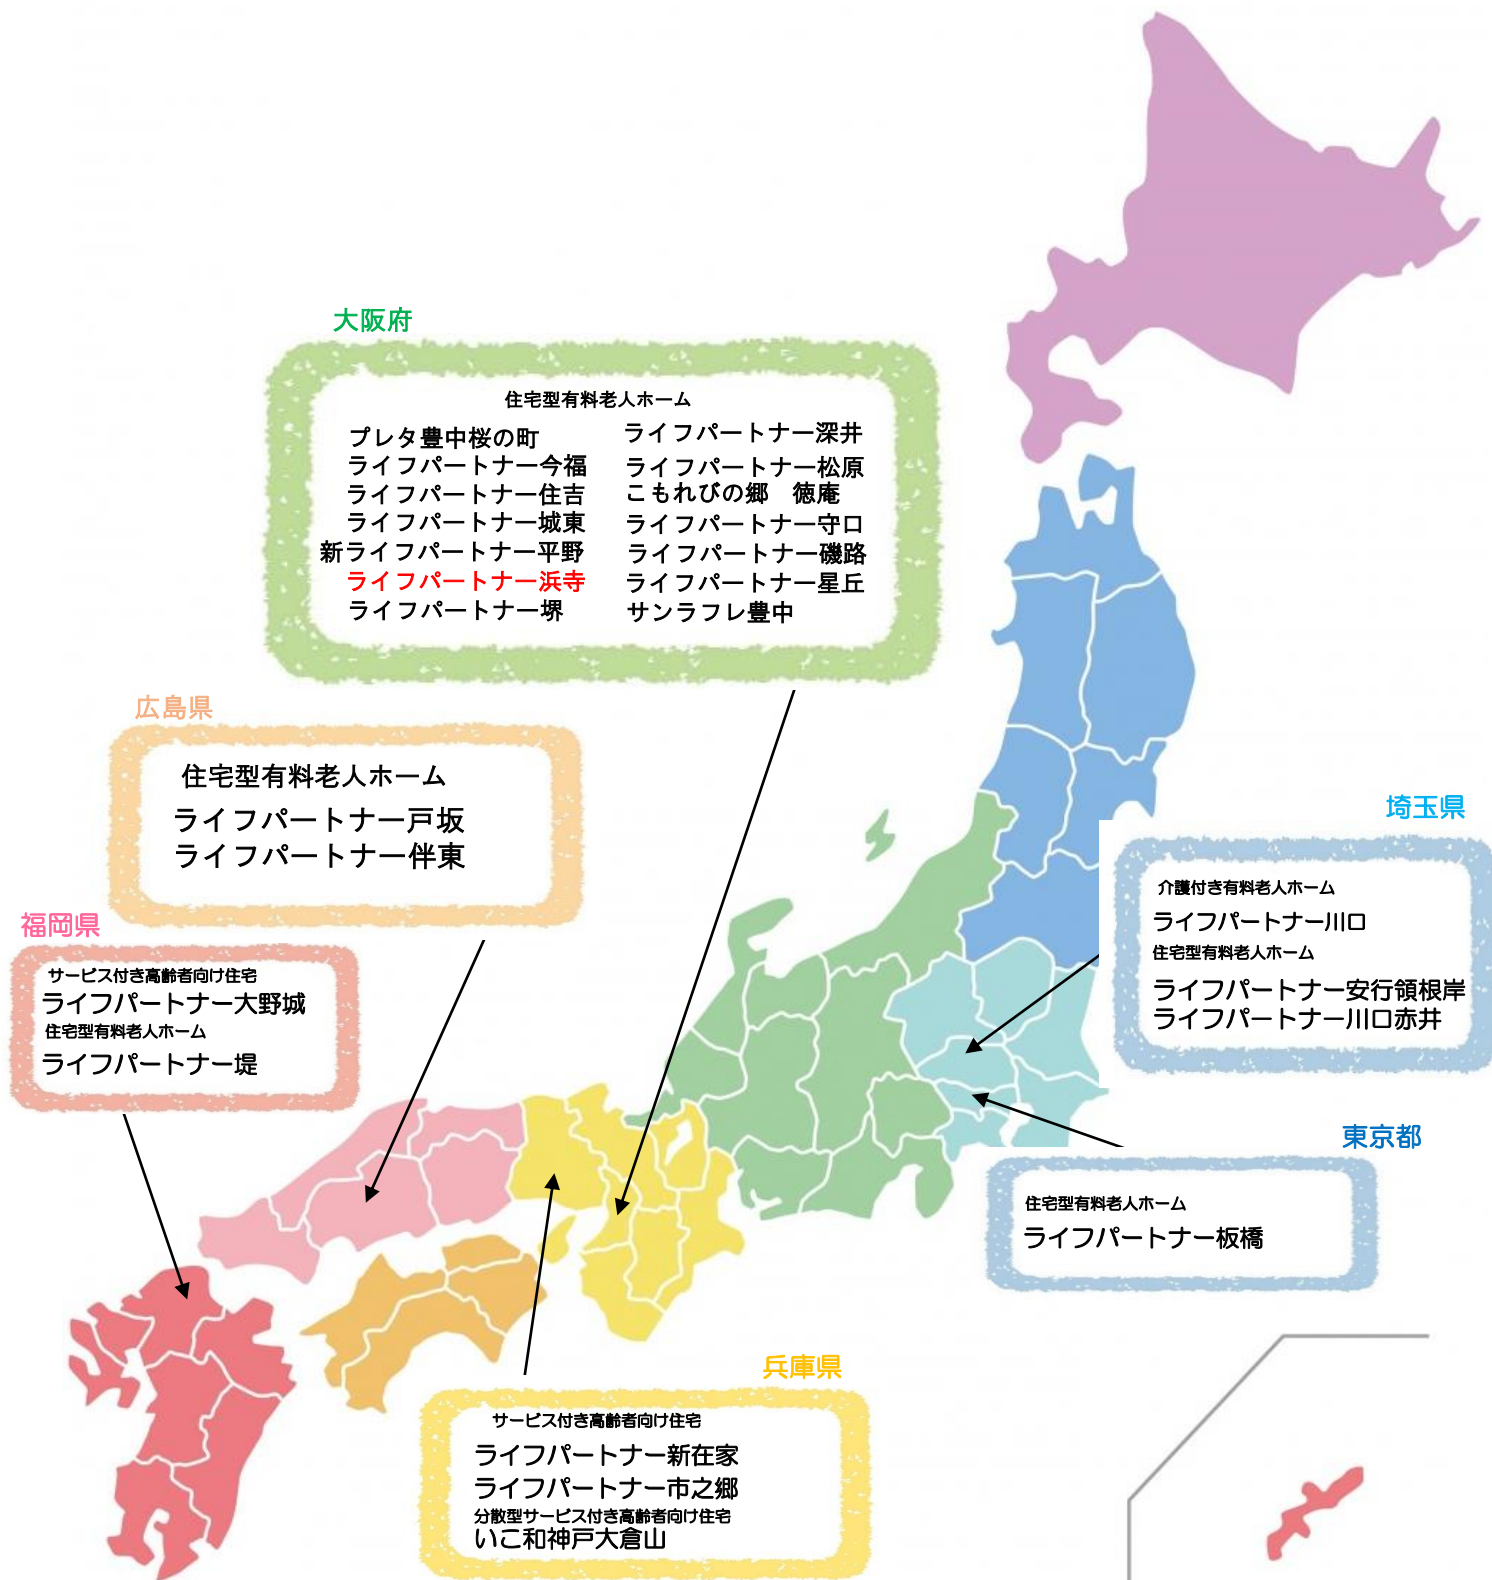 大阪府
住宅型有料老人ホーム
プレタ豊中桜の町
ライフパートナー今福
ライフパートナー住吉
ライフパートナー城東
新ライフパートナー平野
ライフパートナー浜寺
ライフパートナー堺
ライフパートナー深井
ライフパートナー松原
こもれびの郷　徳庵
ライフパートナー守口
ライフパートナー磯路
ライフパートナー星丘
サンラフレ豊中
広島県
住宅型有料老人ホーム
ライフパートナー戸坂
ライフパートナー伴東
福岡県
サービス付き高齢者向け住宅
ライフパートナー大野城
住宅型有料老人ホーム
ライフパートナー堤
埼玉県
介護付き有料老人ホーム
ライフパートナー川口
住宅型有料老人ホーム
ライフパートナー安行領根岸
ライフパートナー川口赤井
東京都
住宅型有料老人ホーム
ライフパートナー板橋
兵庫県
サービス付き高齢者向け住宅
ライフパートナー新在家
ライフパートナー市之郷
分散型サービス付き高齢者向け住宅
いこ和神戸大倉山